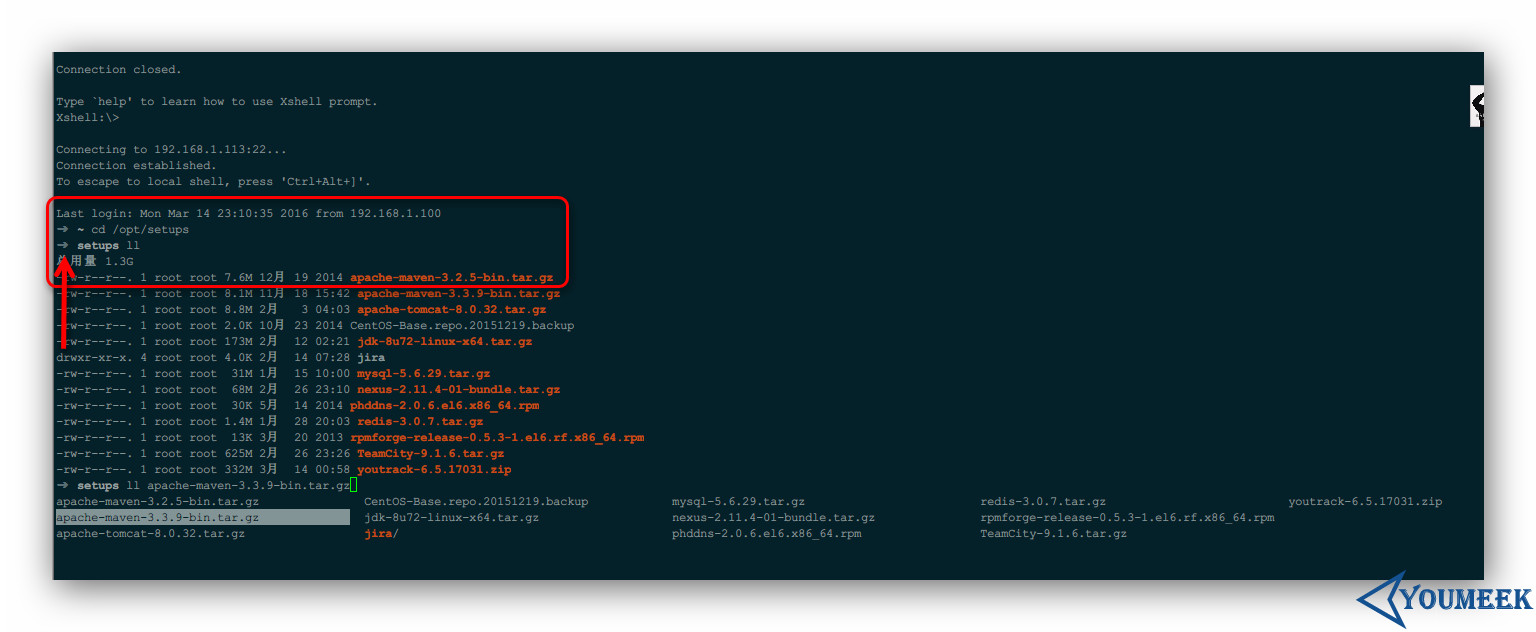 Connection closed.
Type `help' to learn how to use Xshell prompt.
Xshell:\>
Connecting to 192.168.1.113:22...
Connection established.
To escape to local shell, press 'Ctrl+Alt+]'.
Last login: Mon Mar 14 23:10:35 2016 from 192.168.1.100
➔ ~ cd /opt/setups
➔ setups ll
总用量 1.3G
-rw-r--r--. 1 root root 7.6M 12月 19 2014 apache-maven-3.2.5-bin.tar.gz
-rw-r--r--. 1 root root 8.1M 11月 18 15:42 apache-maven-3.3.9-bin.tar.gz
-rw-r--r--. 1 root root 8.8M 2月 3 04:03 apache-tomcat-8.0.32.tar.gz
-rw-r--r--. 1 root root 2.0K 10月 23 2014 CentOS-Base.repo.20151219.backup
-rw-r--r--. 1 root root 173M 2月 12 02:21 jdk-8u72-linux-x64.tar.gz
drwxr-xr-x. 4 root root 4.0K 2月 14 07:28 jira
-rw-r--r--. 1 root root 31M 1月 15 10:00 mysql-5.6.29.tar.gz
-rw-r--r--. 1 root root 68M 2月 26 23:10 nexus-2.11.4-01-bundle.tar.gz
-rw-r--r--. 1 root root 30K 5月 14 2014 phddns-2.0.6.el6.x86_64.rpm
-rw-r--r--. 1 root root 1.4M 1月 28 20:03 redis-3.0.7.tar.gz
-rw-r--r--. 1 root root 13K 3月 20 2013 rpmforge-release-0.5.3-1.el6.rf.x86_64.rpm
-rw-r--r--. 1 root root 625M 2月 26 23:26 TeamCity-9.1.6.tar.gz
-rw-r--r--. 1 root root 332M 3月 14 00:58 youtrack-6.5.17031.zip
➔ setups ll apache-maven-3.3.9-bin.tar.gz
apache-maven-3.2.5-bin.tar.gz CentOS-Base.repo.20151219.backup mysql-5.6.29.tar.gz redis-3.0.7.tar.gz youtrack-6.5.17031.zip
apache-maven-3.3.9-bin.tar.gz jdk-8u72-linux-x64.tar.gz nexus-2.11.4-01-bundle.tar.gz rpmforge-release-0.5.3-1.el6.rf.x86_64.rpm
apache-tomcat-8.0.32.tar.gz jira/ phddns-2.0.6.el6.x86_64.rpm TeamCity-9.1.6.tar.gz
YOUMEEK